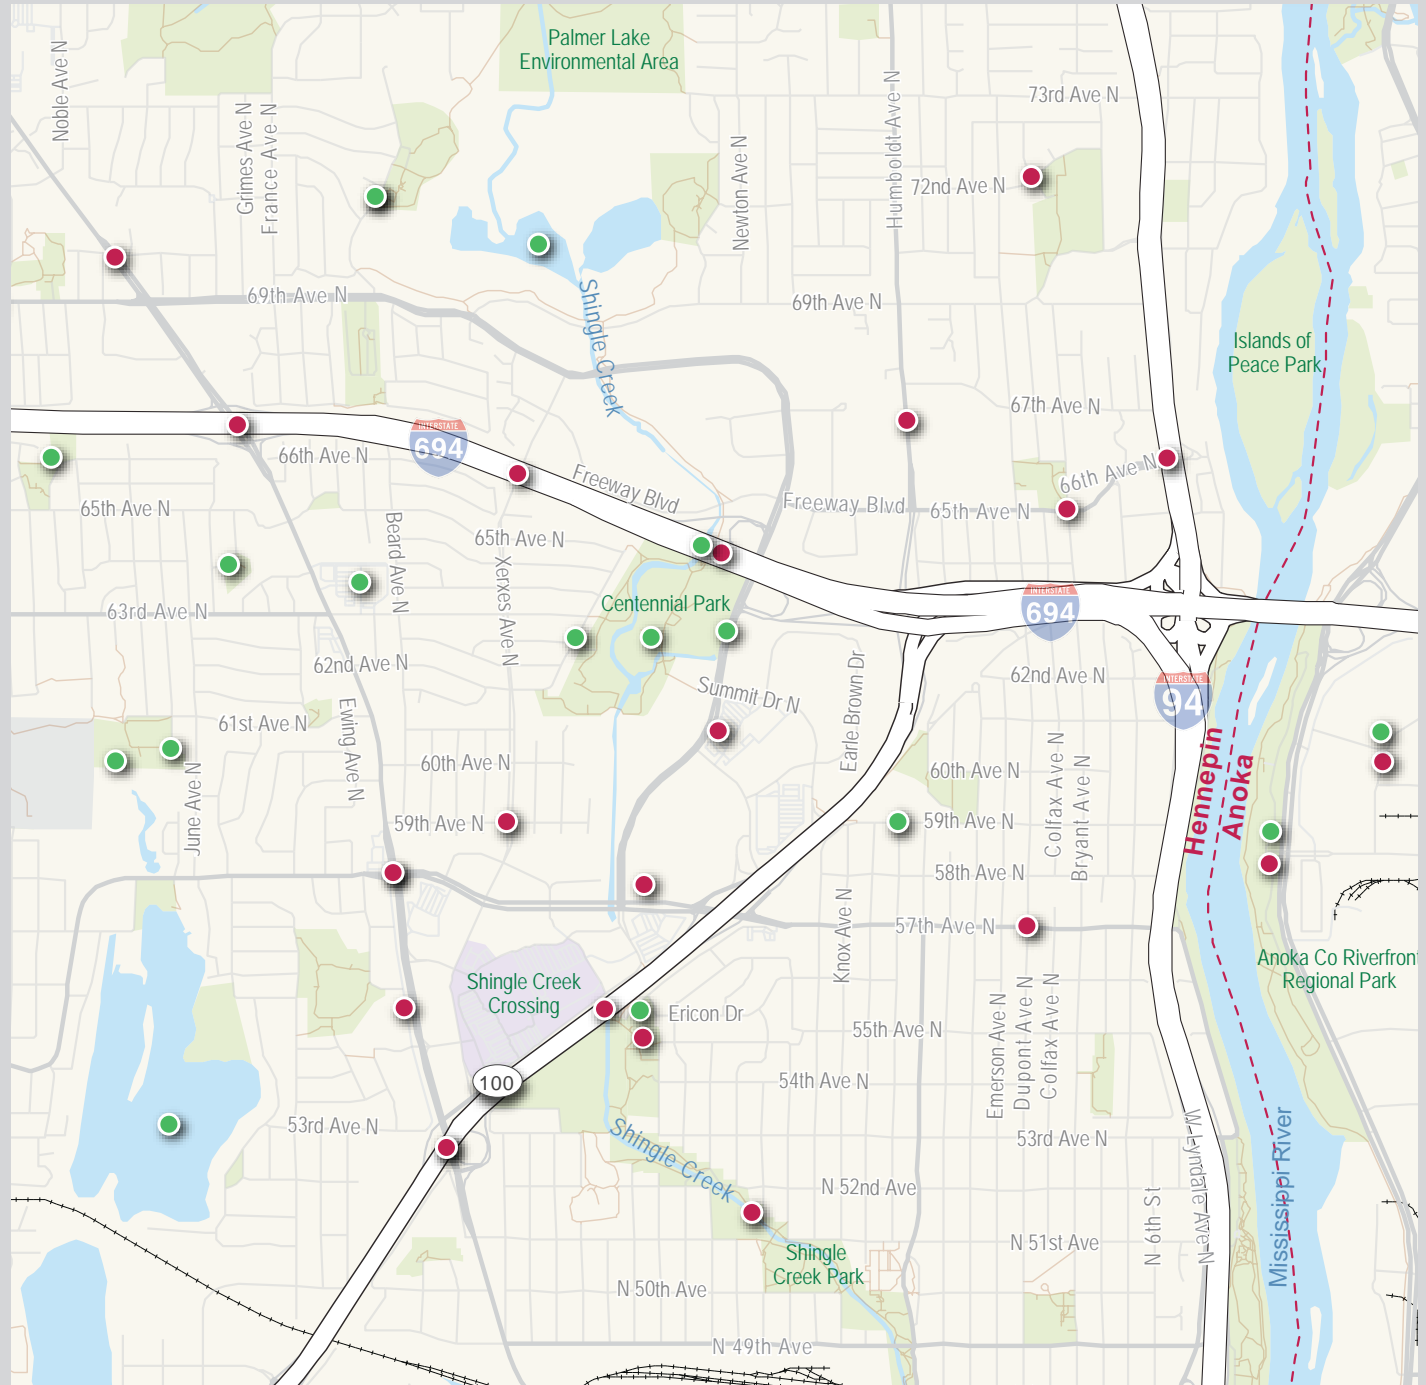 Palmer Lake
Environmental Area
Noble Ave N
Grimes Ave N
France Ave N
Newton Ave N
Humboldt Ave N
73rd Ave N
72nd Ave N
69th Ave N
Shingle Creek
69th Ave N
Islands of
Peace Park
67th Ave N
INTERSTATE
694
66th Ave N
66th Ave N
Freeway Blvd
Freeway Blvd
65th Ave N
65th Ave N
65th Ave N
Beard Ave N
Xerxes Ave N
63rd Ave N
Centennial Park
INTERSTATE
694
62nd Ave N
62nd Ave N
Summit Dr N
Earle Brown Dr
INTERSTATE
94
61st Ave N
Ewing Ave N
June Ave N
60th Ave N
60th Ave N
Colfax Ave N
Bryant Ave N
Hennepin
Anoka
59th Ave N
59th Ave N
58th Ave N
57th Ave N
Knox Ave N
Anoka Co Riverfront
Regional Park
Shingle Creek
Crossing
Ericon Dr
55th Ave N
Emerson Ave N
Dupont Ave N
Colfax Ave N
100
54th Ave N
53rd Ave N
53rd Ave N
Shingle Creek
N 52nd Ave
W Lyndale Ave N
Mississippi River
N 6th St
N 51st Ave
Shingle
Creek Park
N 50th Ave
N 49th Ave